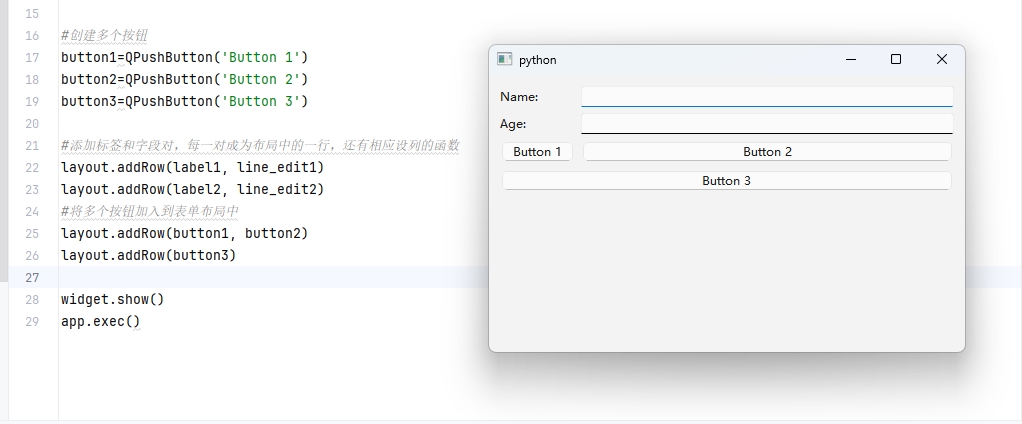 15
16 #创建多个按钮
17 button1=QPushButton('Button 1')
18 button2=QPushButton('Button 2')
19 button3=QPushButton('Button 3')
20
21 #添加标签和字段对，每一对成为布局中的一行，还有相应设列的函数
22 layout.addRow(label1, line_edit1)
23 layout.addRow(label2, line_edit2)
24 #将多个按钮加入到表单布局中
25 layout.addRow(button1, button2)
26 layout.addRow(button3)
27
28 widget.show()
29 app.exec()
python
Name:
Age:
Button 1 Button 2
Button 3